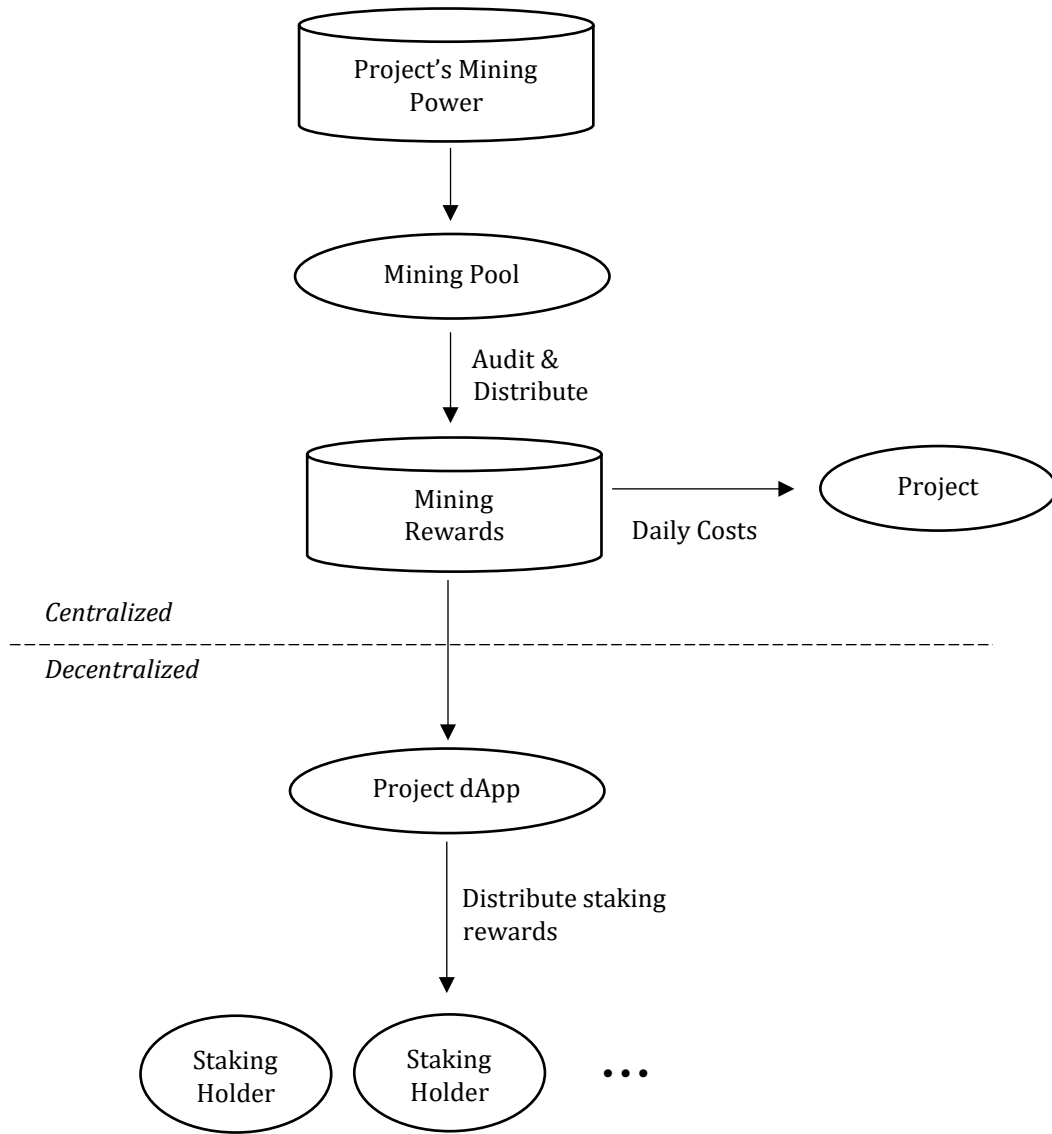 Project’s Mining
Power
Mining Pool
Audit &
Distribute
Mining
Rewards
Project
Daily Costs
Centralized
Decentralized
Project dApp
Distribute staking
rewards
Staking
Holder
Staking
Holder
...